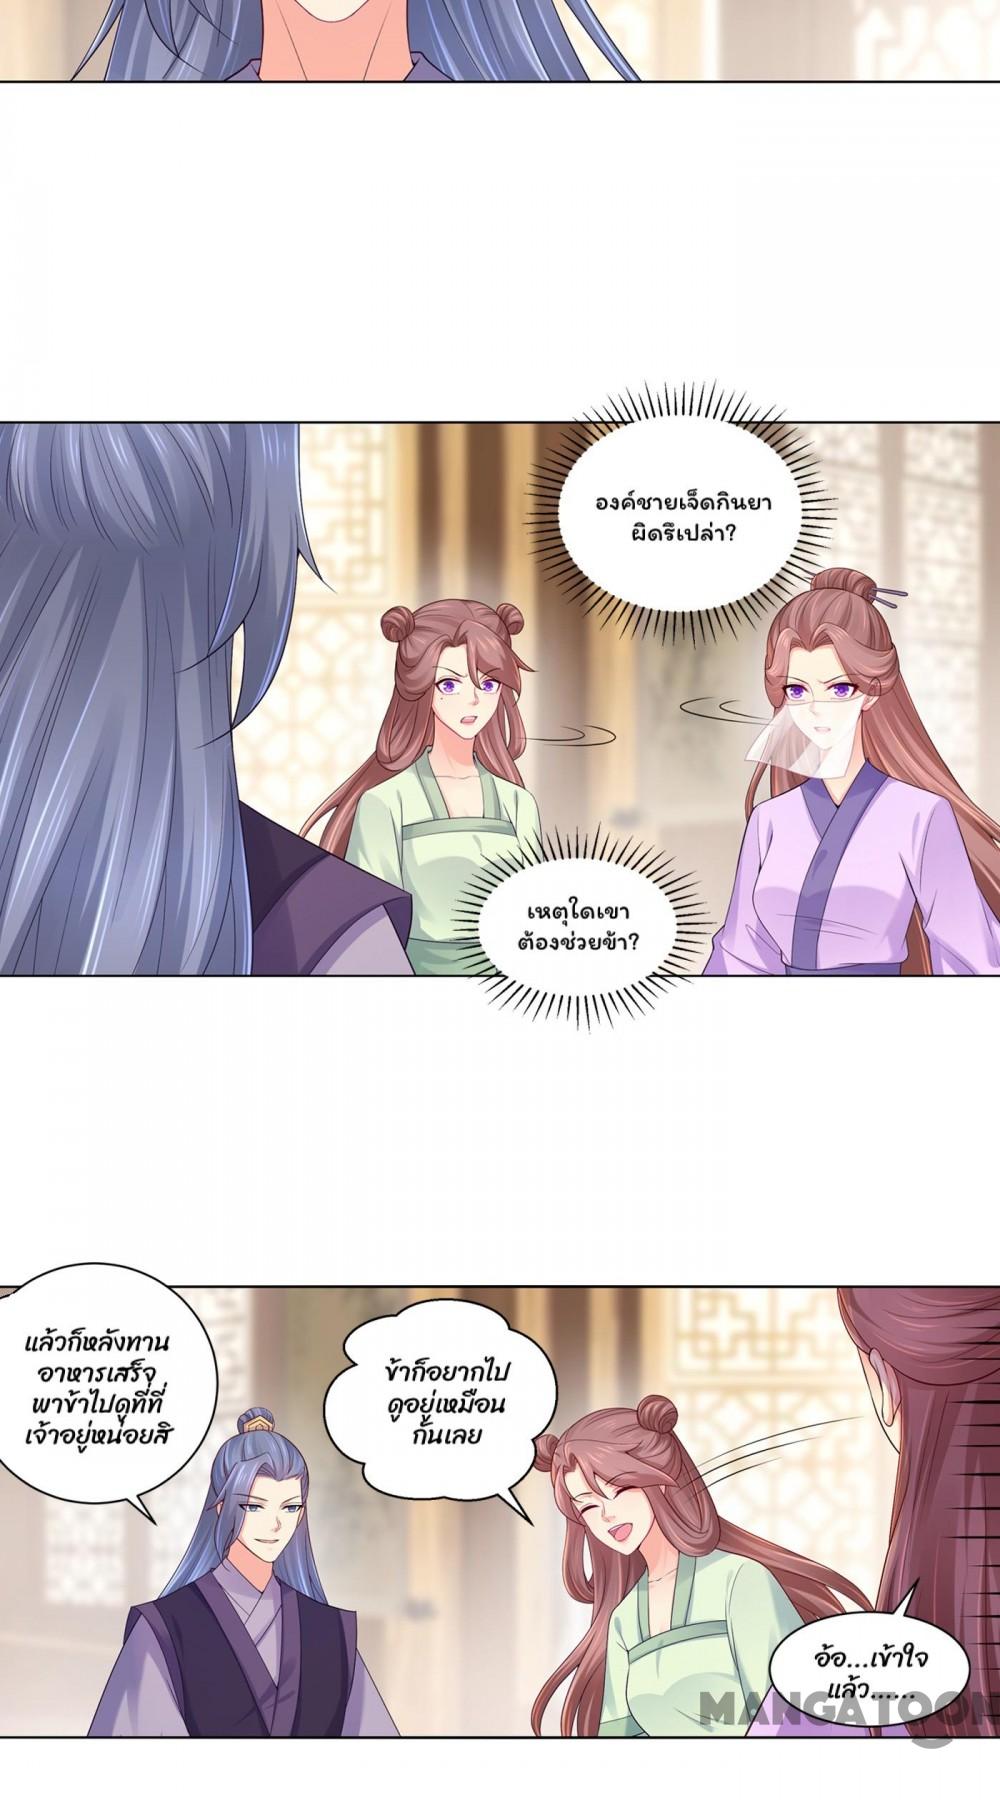 องค์ชายเจ็ดกินยา
ผิดรึเปล่า?
เหตุใดเขา
ต้องช่วยข้า?
แล้วก็หลังทาน
อาหารเสร็จ
พาข้าไปดูที่ที่
เจ้าอยู่หน่อยสิ
ข้าก็อยากไป
ดูอยู่เหมือน
กันเลย
อ้อ...เข้าใจ
แล้ว......
MANGATOON